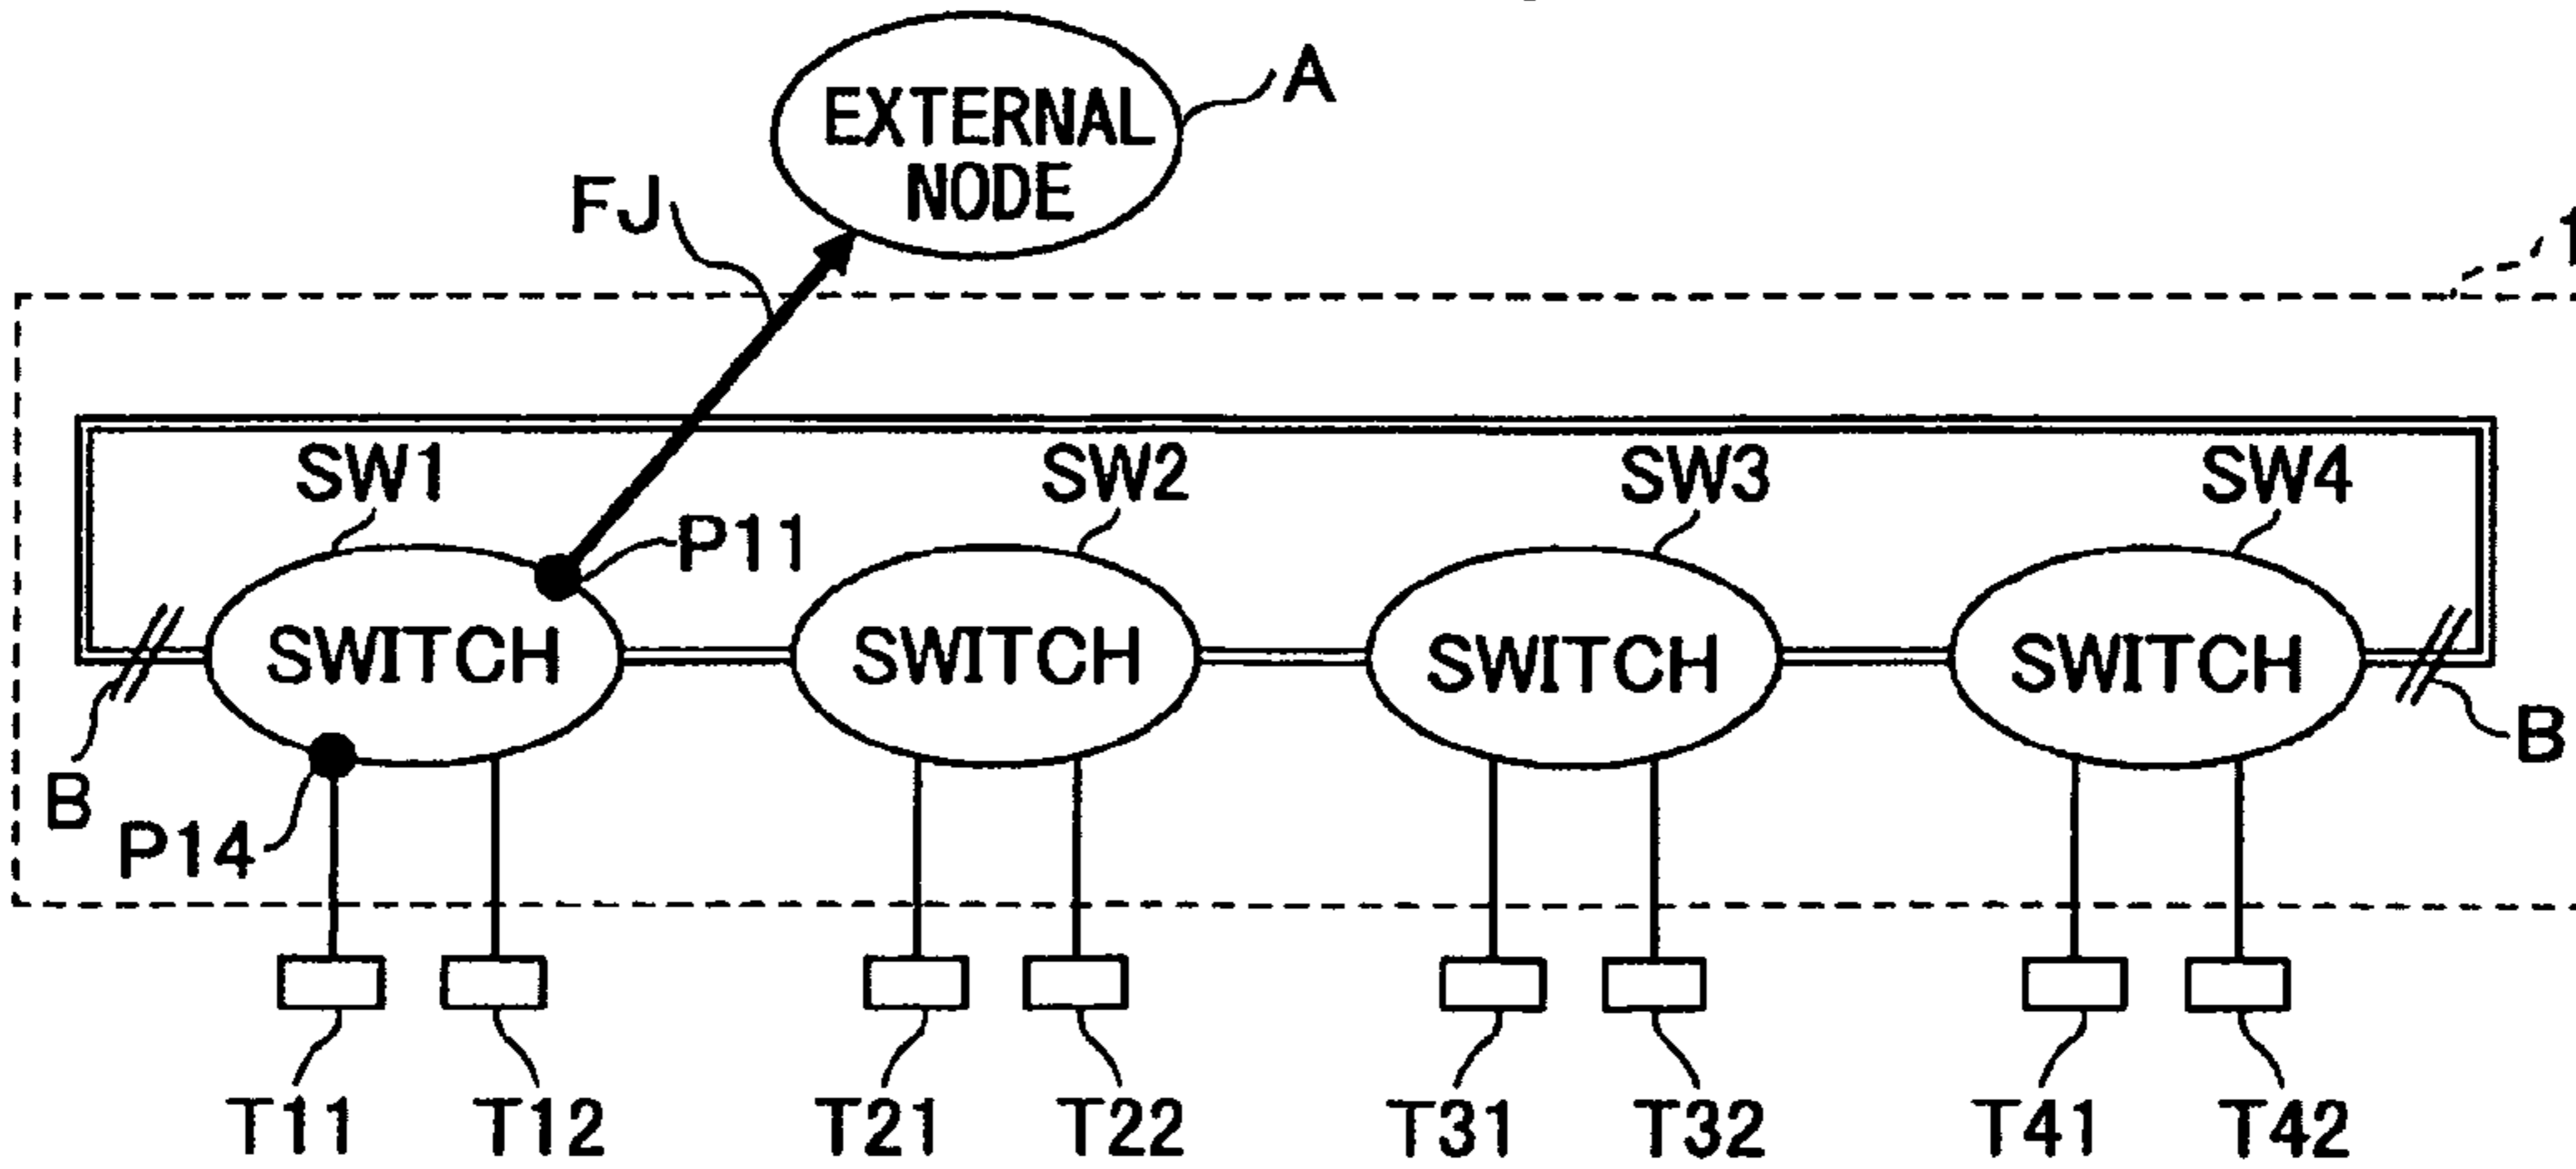 EXTERNAL
NODE
A
FJ
1
SW1
SW2
SW3
SW4
P11
SWITCH
SWITCH
SWITCH
SWITCH
B
B
P14
T11
T12
T21
T22
T31
T32
T41
T42